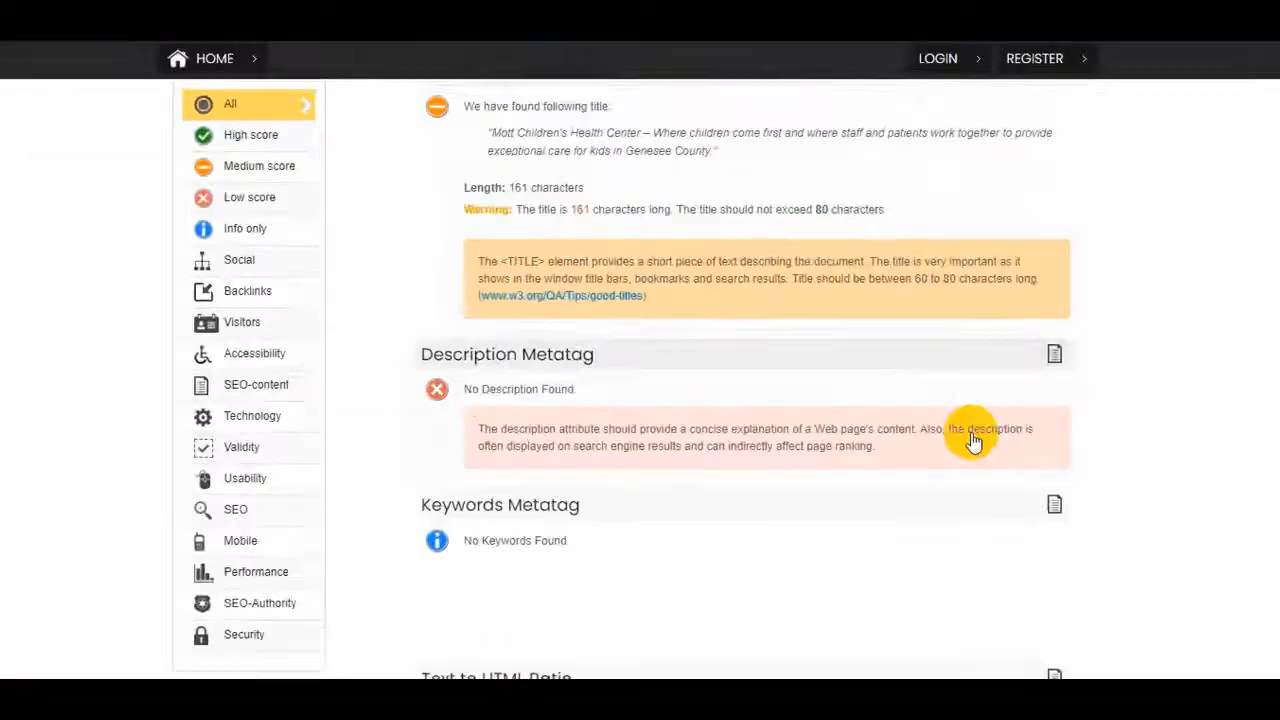 HOME
LOGIN
REGISTER
All
High score
Medium score
Low score
Info only
Social
Backlinks
Visitors
Accessibility
SEO-content
Technology
Validity
Usability
SEO
Mobile
Performance
SEO-Authority
Security
We have found following title:
"Mott Children's Health Center – Where children come first and where staff and patients work together to provide
exceptional care for kids in Genesee County."
Length: 161 characters
Warning: The title is 161 characters long. The title should not exceed 80 characters
The <TITLE> element provides a short piece of text describing the document. The title is very important as it
shows in the window title bars, bookmarks and search results. Title should be between 60 to 80 characters long.
(www.w3.org/QA/Tips/good-titles)
Description Metatag
No Description Found.
The description attribute should provide a concise explanation of a Web page's content. Also, the description is
often displayed on search engine results and can indirectly affect page ranking.
Keywords Metatag
No Keywords Found
Text to HTML Ratio